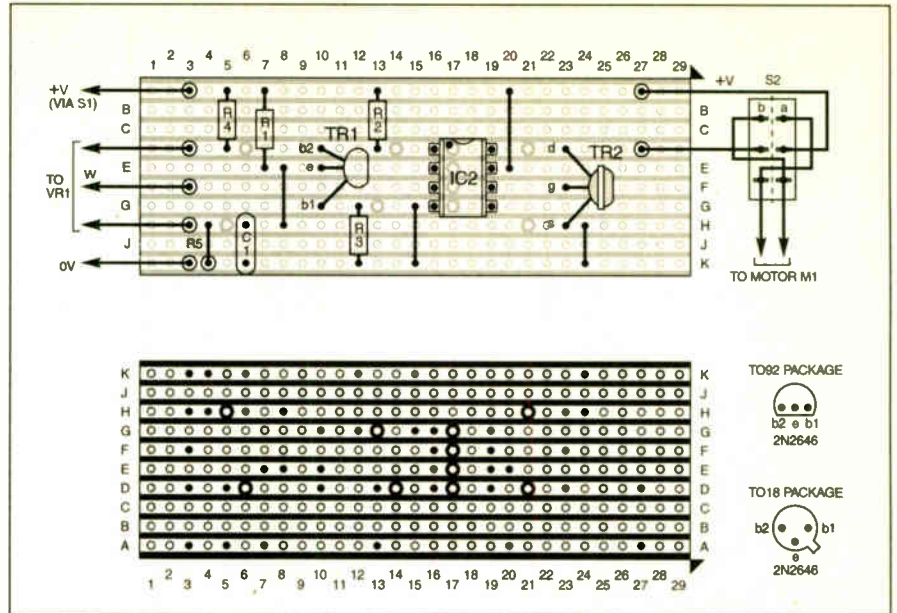 1 2 3 4 5 6 7 8 9 10 11 12 13 14 15 16 17 18 19 20 21 22 23 24 25 26 27 28 29
+V
(VIA S1)
TO
VR1
W
0V
B
C
E
G
J
R4
R1
R2
b2
e
b1
TR1
IC2
d
g
s
TR2
R5
C1
R3
B
C
E
F
G
H
J
K
+V
S2
b a
TO MOTOR M1
K
J
H
G
F
E
D
C
B
A
K
J
H
G
F
E
D
C
B
A
1 2 3 4 5 6 7 8 9 10 11 12 13 14 15 16 17 18 19 20 21 22 23 24 25 26 27 28 29
TO92 PACKAGE
b2 e b1
2N2646
TO18 PACKAGE
b2 b1
e
2N2646